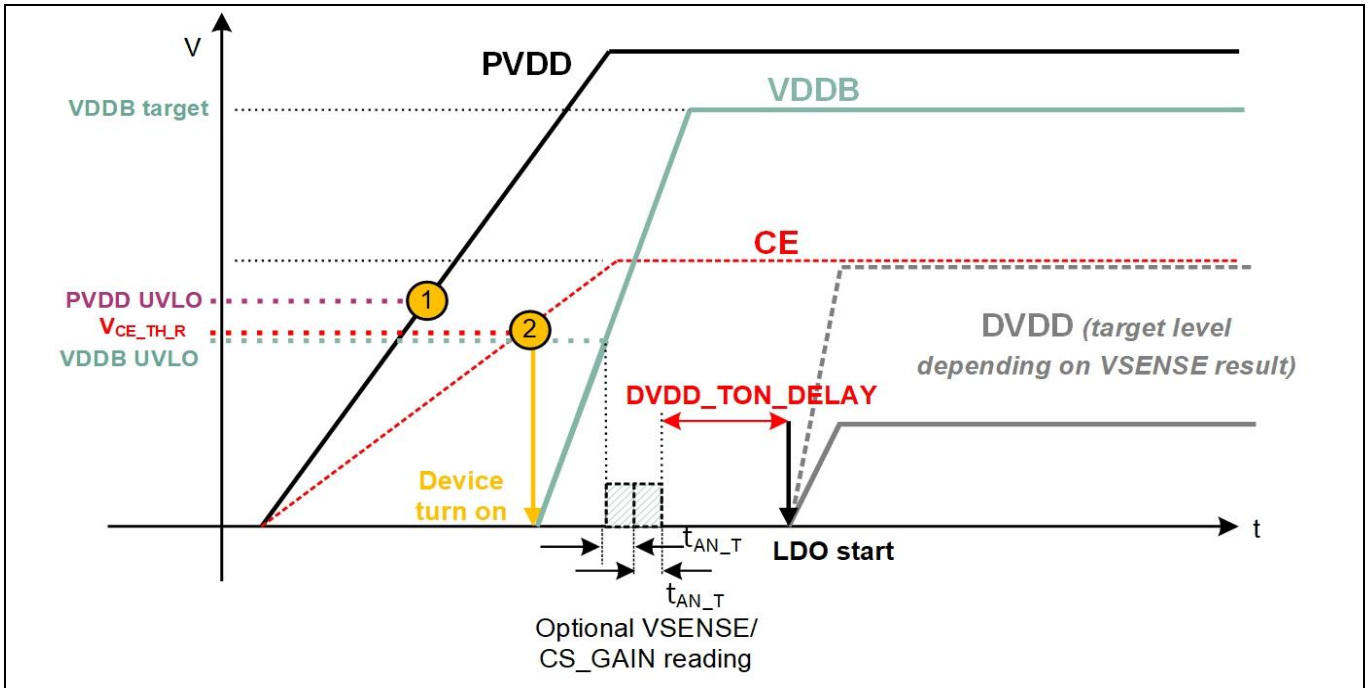 V
PVDD
VDDB
VDDB target
CE
PVDD UVLO
1
V_CE_TH_R
2
VDDB UVLO
DVDD (target level
depending on VSENSE result)
DVDD_TON_DELAY
Device
turn on
t
t_AN_T
LDO start
t_AN_T
Optional VSENSE/
CS_GAIN reading